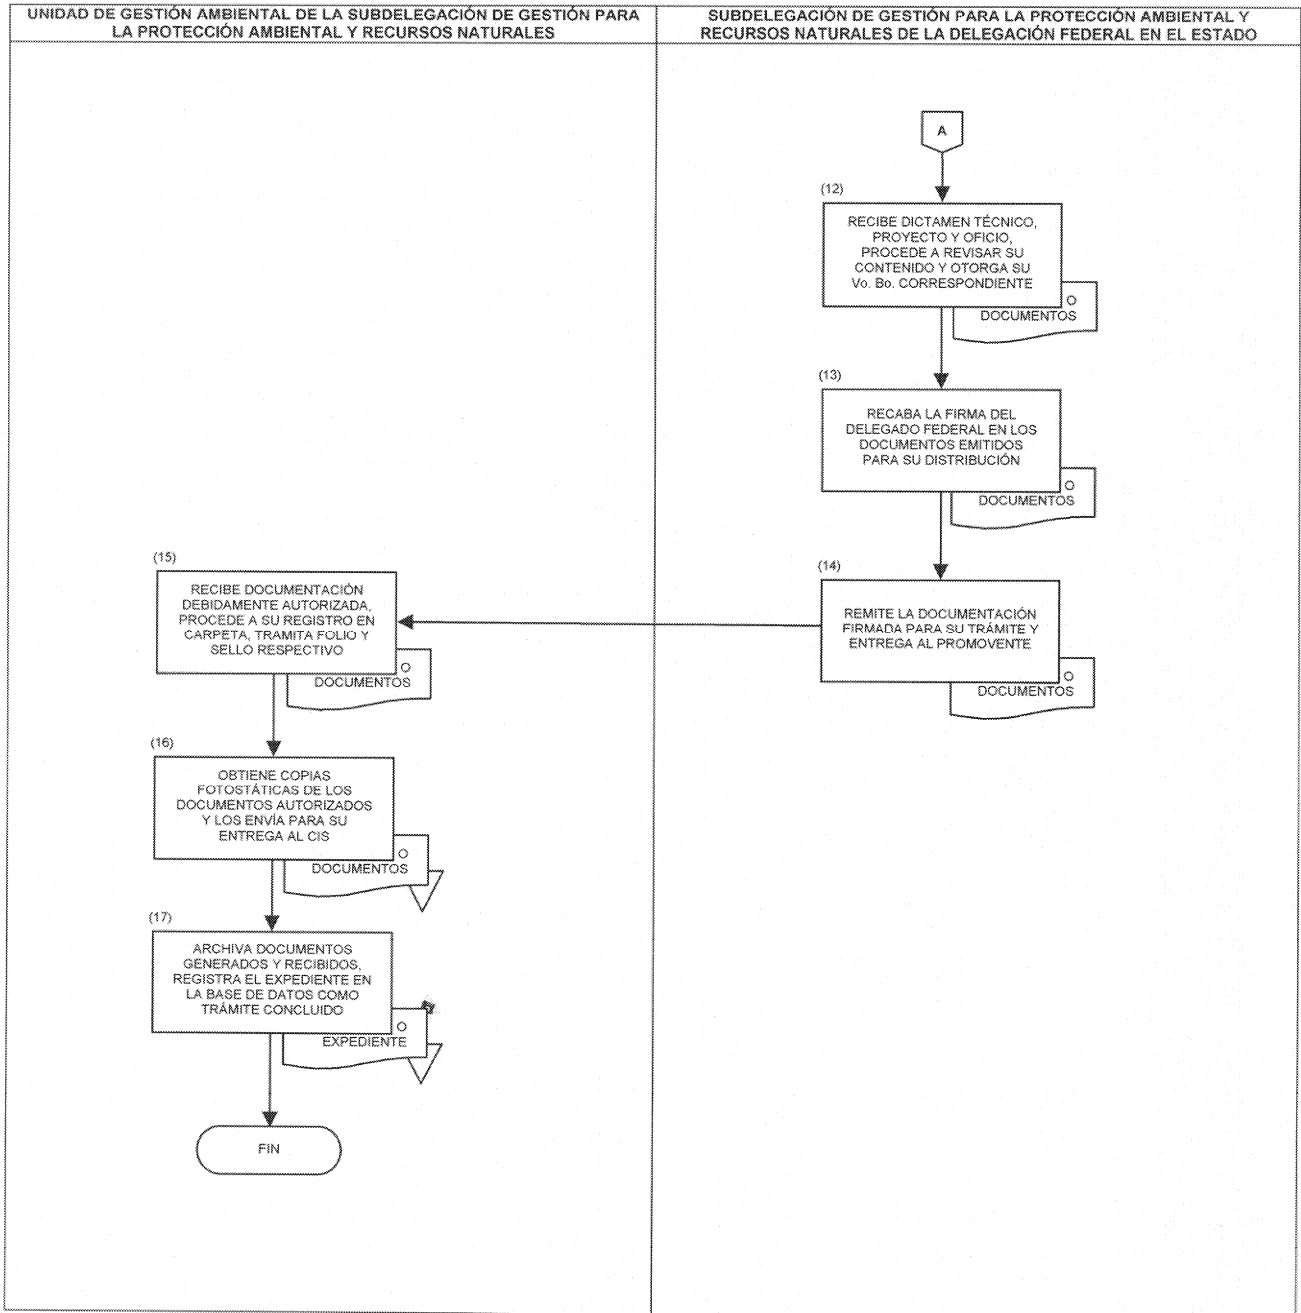 UNIDAD DE GESTIÓN AMBIENTAL DE LA SUBDELEGACIÓN DE GESTIÓN PARA
LA PROTECCIÓN AMBIENTAL Y RECURSOS NATURALES
SUBDELEGACIÓN DE GESTIÓN PARA LA PROTECCIÓN AMBIENTAL Y
RECURSOS NATURALES DE LA DELEGACIÓN FEDERAL EN EL ESTADO
A
(12)
RECIBE DICTAMEN TÉCNICO,
PROYECTO Y OFICIO,
PROCEDE A REVISAR SU
CONTENIDO Y OTORGA SU
Vo. Bo. CORRESPONDIENTE
O
DOCUMENTOS
(13)
RECABA LA FIRMA DEL
DELEGADO FEDERAL EN LOS
DOCUMENTOS EMITIDOS
PARA SU DISTRIBUCIÓN
O
DOCUMENTOS
(14)
REMITE LA DOCUMENTACIÓN
FIRMADA PARA SU TRÁMITE Y
ENTREGA AL PROMOVENTE
O
DOCUMENTOS
(15)
RECIBE DOCUMENTACIÓN
DEBIDAMENTE AUTORIZADA,
PROCEDE A SU REGISTRO EN
CARPETA, TRAMITA FOLIO Y
SELLO RESPECTIVO
O
DOCUMENTOS
(16)
OBTIENE COPIAS
FOTOSTÁTICAS DE LOS
DOCUMENTOS AUTORIZADOS
Y LOS ENVÍA PARA SU
ENTREGA AL CIS
O
DOCUMENTOS
(17)
ARCHIVA DOCUMENTOS
GENERADOS Y RECIBIDOS,
REGISTRA EL EXPEDIENTE EN
LA BASE DE DATOS COMO
TRÁMITE CONCLUIDO
O
EXPEDIENTE
FIN